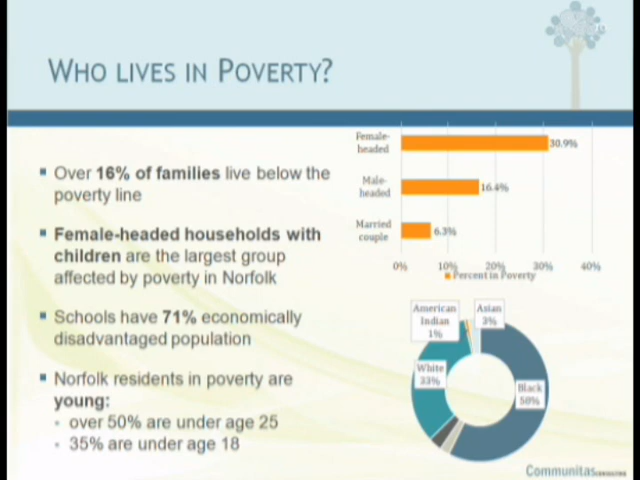 WHO LIVES IN POVERTY?
Over 16% of families live below the
poverty line
Female-headed households with
children are the largest group
affected by poverty in Norfolk
Schools have 71% economically
disadvantaged population
Norfolk residents in poverty are
young:
over 50% are under age 25
35% are under age 18
Female-
headed
30.9%
Male-
headed
16.4%
Married
couple
6.3%
0% 10% 20% 30% 40%
Percent in Poverty
American
Indian
1%
Asian
3%
White
33%
Black
58%
Communitas